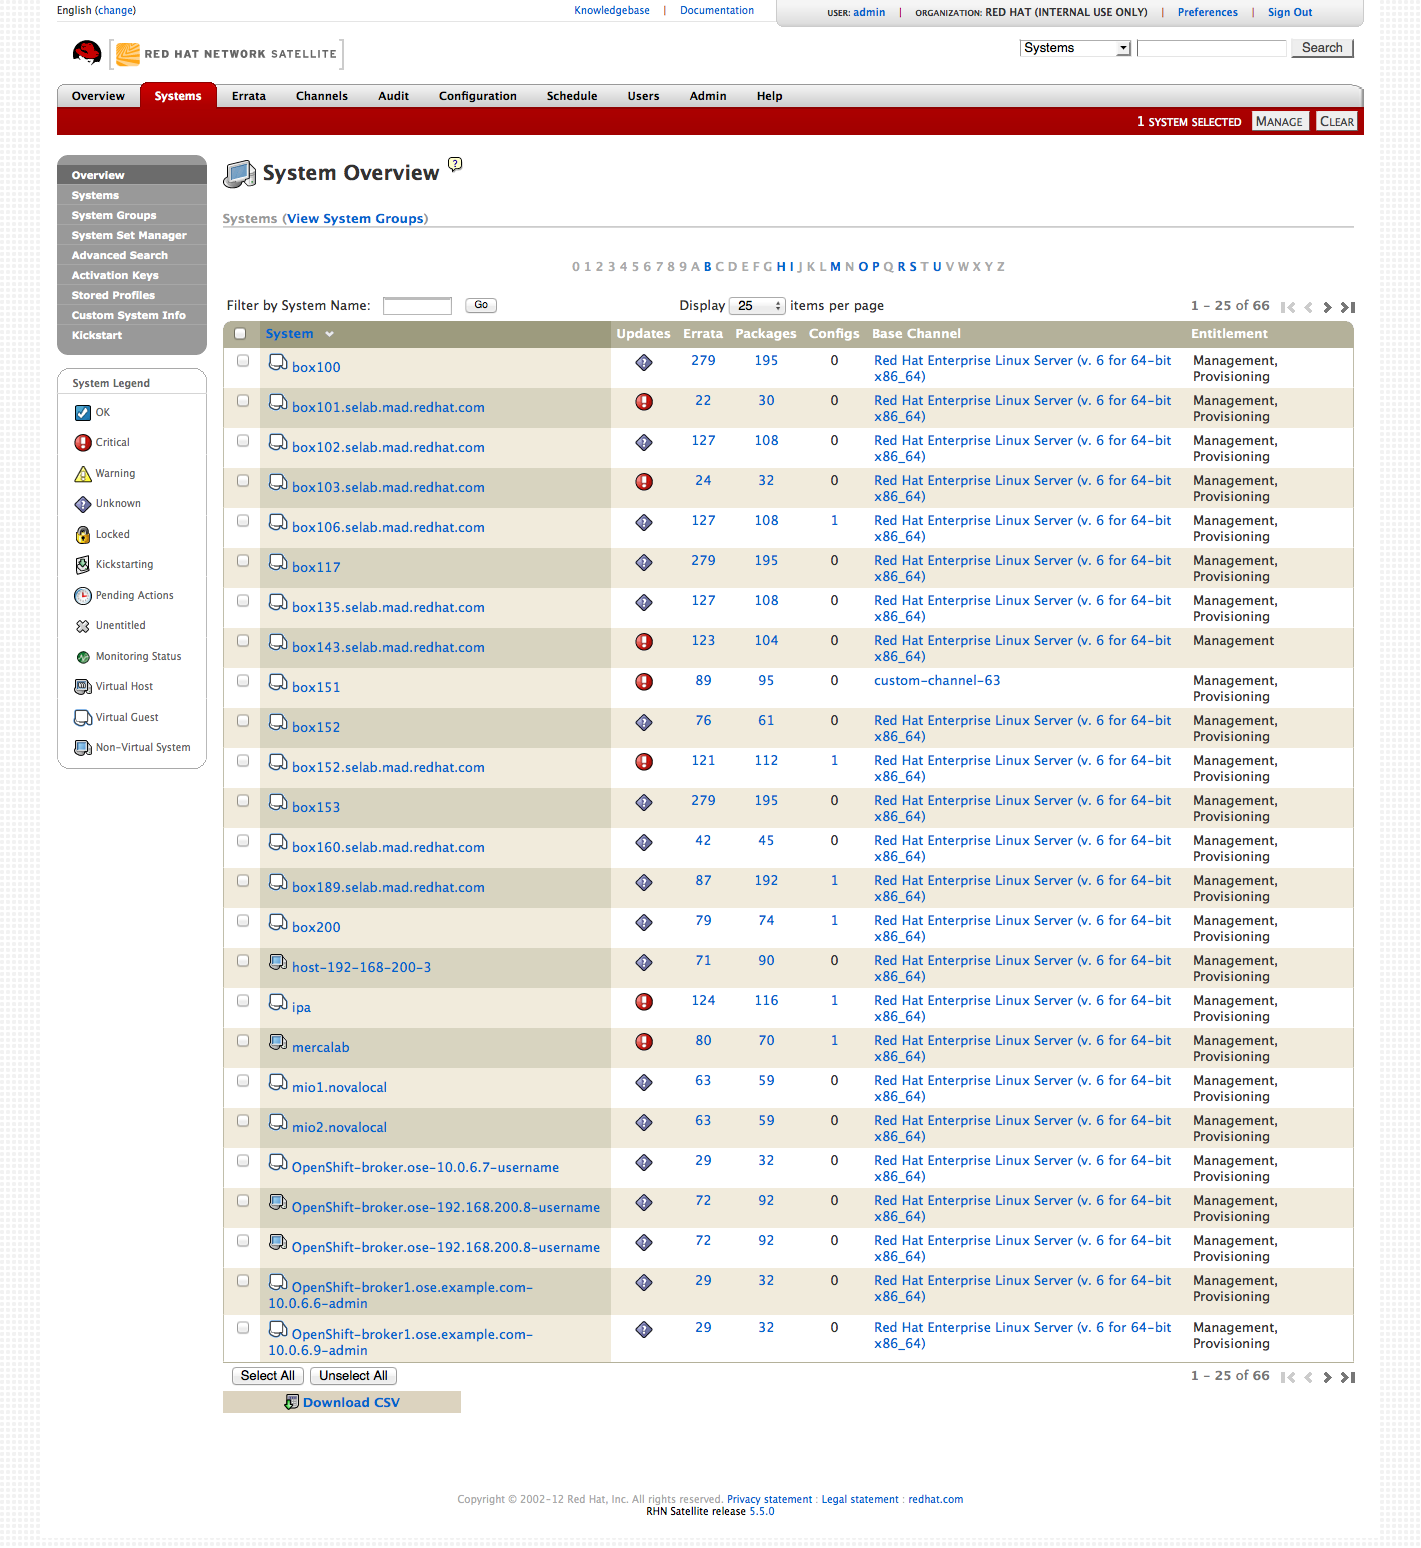 English (change)
Knowledgebase | Documentation
USER: admin | ORGANIZATION: RED HAT (INTERNAL USE ONLY) | Preferences | Sign Out
RED HAT NETWORK SATELLITE
Systems Search
Overview Systems Errata Channels Audit Configuration Schedule Users Admin Help
1 SYSTEM SELECTED MANAGE CLEAR
Overview
Systems
System Groups
System Set Manager
Advanced Search
Activation Keys
Stored Profiles
Custom System Info
Kickstart
System Legend
OK
Critical
Warning
Unknown
Locked
Kickstarting
Pending Actions
Unentitled
Monitoring Status
Virtual Host
Virtual Guest
Non-Virtual System
System Overview ?
Systems (View System Groups)
0 1 2 3 4 5 6 7 8 9 A B C D E F G H I J K L M N O P Q R S T U V W X Y Z
Filter by System Name: Go Display 25 items per page 1 - 25 of 66
System Updates Errata Packages Configs Base Channel Entitlement
box100 279 195 0 Red Hat Enterprise Linux Server (v. 6 for 64-bit Management,
x86_64) Provisioning
box101.selab.mad.redhat.com 22 30 0 Red Hat Enterprise Linux Server (v. 6 for 64-bit Management,
x86_64) Provisioning
box102.selab.mad.redhat.com 127 108 0 Red Hat Enterprise Linux Server (v. 6 for 64-bit Management,
x86_64) Provisioning
box103.selab.mad.redhat.com 24 32 0 Red Hat Enterprise Linux Server (v. 6 for 64-bit Management,
x86_64) Provisioning
box106.selab.mad.redhat.com 127 108 1 Red Hat Enterprise Linux Server (v. 6 for 64-bit Management,
x86_64) Provisioning
box117 279 195 0 Red Hat Enterprise Linux Server (v. 6 for 64-bit Management,
x86_64) Provisioning
box135.selab.mad.redhat.com 127 108 0 Red Hat Enterprise Linux Server (v. 6 for 64-bit Management,
x86_64) Provisioning
box143.selab.mad.redhat.com 123 104 0 Red Hat Enterprise Linux Server (v. 6 for 64-bit Management
x86_64)
box151 89 95 0 custom-channel-63 Management,
Provisioning
box152 76 61 0 Red Hat Enterprise Linux Server (v. 6 for 64-bit Management,
x86_64) Provisioning
box152.selab.mad.redhat.com 121 112 1 Red Hat Enterprise Linux Server (v. 6 for 64-bit Management,
x86_64) Provisioning
box153 279 195 0 Red Hat Enterprise Linux Server (v. 6 for 64-bit Management,
x86_64) Provisioning
box160.selab.mad.redhat.com 42 45 0 Red Hat Enterprise Linux Server (v. 6 for 64-bit Management,
x86_64) Provisioning
box189.selab.mad.redhat.com 87 192 1 Red Hat Enterprise Linux Server (v. 6 for 64-bit Management,
x86_64) Provisioning
box200 79 74 1 Red Hat Enterprise Linux Server (v. 6 for 64-bit Management,
x86_64) Provisioning
host-192-168-200-3 71 90 0 Red Hat Enterprise Linux Server (v. 6 for 64-bit Management,
x86_64) Provisioning
ipa 124 116 1 Red Hat Enterprise Linux Server (v. 6 for 64-bit Management,
x86_64) Provisioning
mercalab 80 70 1 Red Hat Enterprise Linux Server (v. 6 for 64-bit Management,
x86_64) Provisioning
mio1.novalocal 63 59 0 Red Hat Enterprise Linux Server (v. 6 for 64-bit Management,
x86_64) Provisioning
mio2.novalocal 63 59 0 Red Hat Enterprise Linux Server (v. 6 for 64-bit Management,
x86_64) Provisioning
OpenShift-broker.ose-10.0.6.7-username 29 32 0 Red Hat Enterprise Linux Server (v. 6 for 64-bit Management,
x86_64) Provisioning
OpenShift-broker.ose-192.168.200.8-username 72 92 0 Red Hat Enterprise Linux Server (v. 6 for 64-bit Management,
x86_64) Provisioning
OpenShift-broker.ose-192.168.200.8-username 72 92 0 Red Hat Enterprise Linux Server (v. 6 for 64-bit Management,
x86_64) Provisioning
OpenShift-broker1.ose.example.com- 29 32 0 Red Hat Enterprise Linux Server (v. 6 for 64-bit Management,
10.0.6.6-admin x86_64) Provisioning
OpenShift-broker1.ose.example.com- 29 32 0 Red Hat Enterprise Linux Server (v. 6 for 64-bit Management,
10.0.6.9-admin x86_64) Provisioning
Select All Unselect All 1 - 25 of 66
Download CSV
Copyright © 2002-12 Red Hat, Inc. All rights reserved. Privacy statement : Legal statement : redhat.com
RHN Satellite release 5.5.0